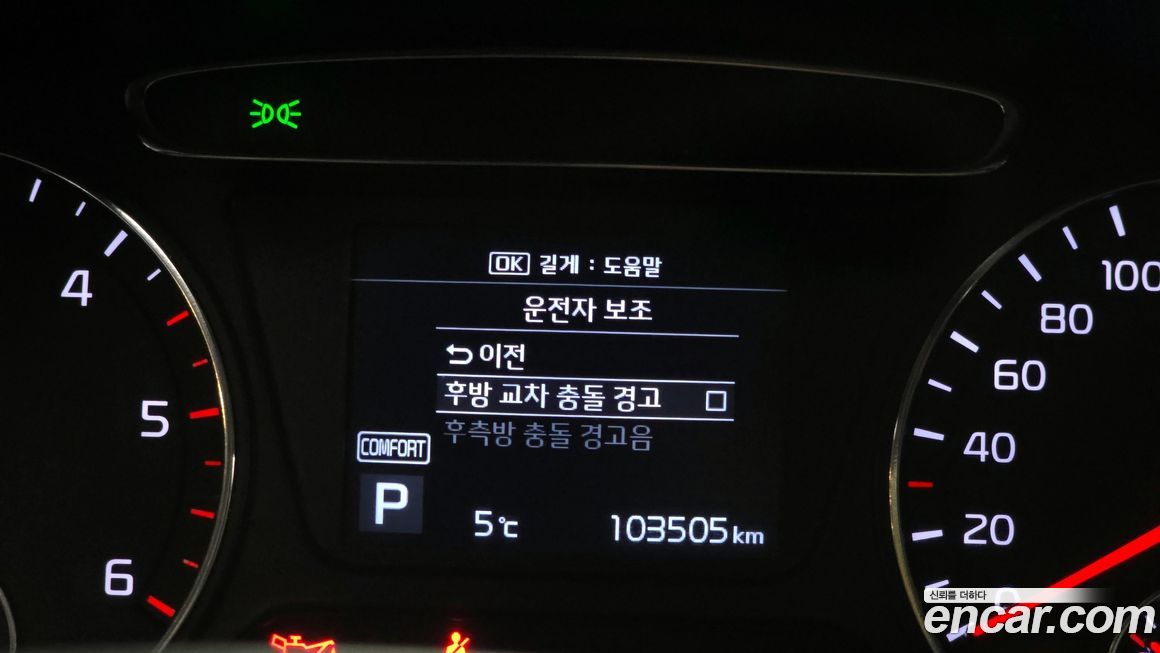 OK 길게 : 도움말
운전자 보조
이전
후방 교차 충돌 경고
후측방 충돌 경고음
COMFORT
P
5℃
103505 km
4
5
6
100
80
60
40
20
0
신뢰를 더하다
encar.com